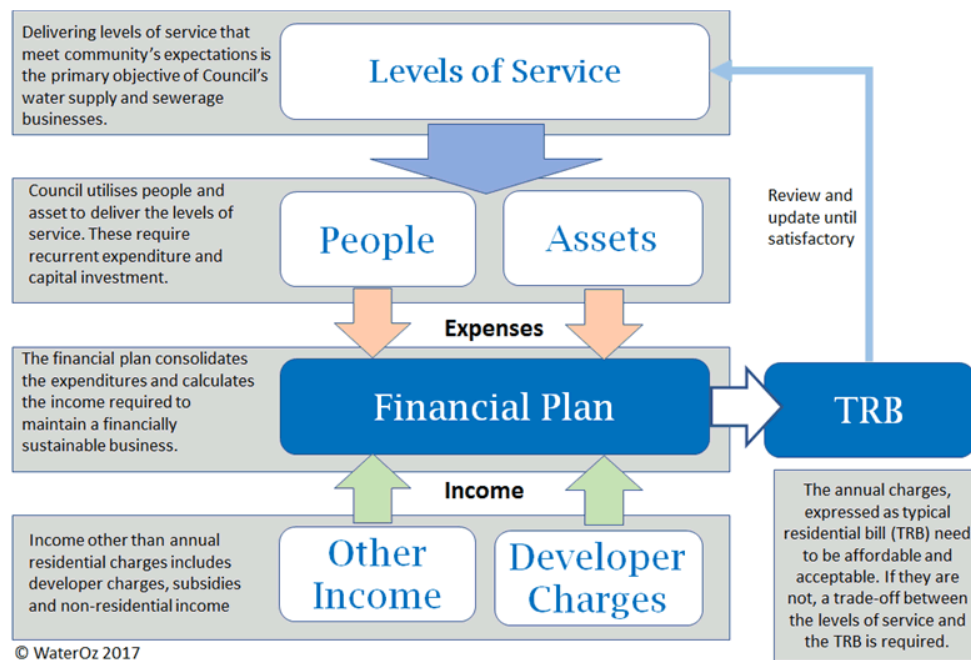 Delivering levels of service that
meet community's expectations is
the primary objective of Council's
water supply and sewerage
businesses.
Levels of Service
Council utilises people and
asset to deliver the levels of
service. These require
recurrent expenditure and
capital investment.
People
Assets
Review and
update until
satisfactory
Expenses
The financial plan consolidates
the expenditures and calculates
the income required to
maintain a financially
sustainable business.
Financial Plan
TRB
Income
Income other than annual
residential charges includes
developer charges, subsidies
and non-residential income
Other
Income
Developer
Charges
The annual charges,
expressed as typical
residential bill (TRB) need
to be affordable and
acceptable. If they are
not, a trade-off between
the levels of service and
the TRB is required.
© WaterOz 2017